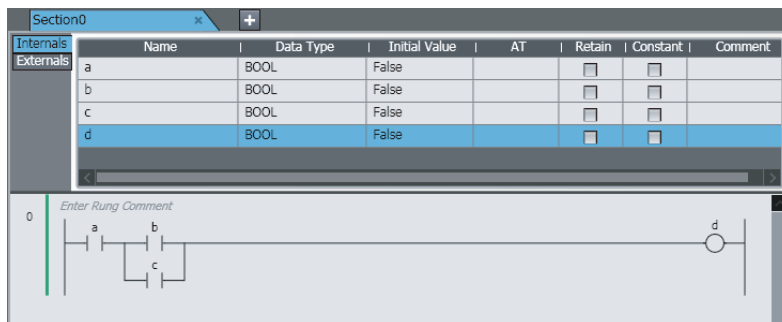 Section0 × +
Internals Name Data Type Initial Value AT Retain Constant Comment
Externals
a BOOL False
b BOOL False
c BOOL False
d BOOL False
Enter Rung Comment
0
a b d
c